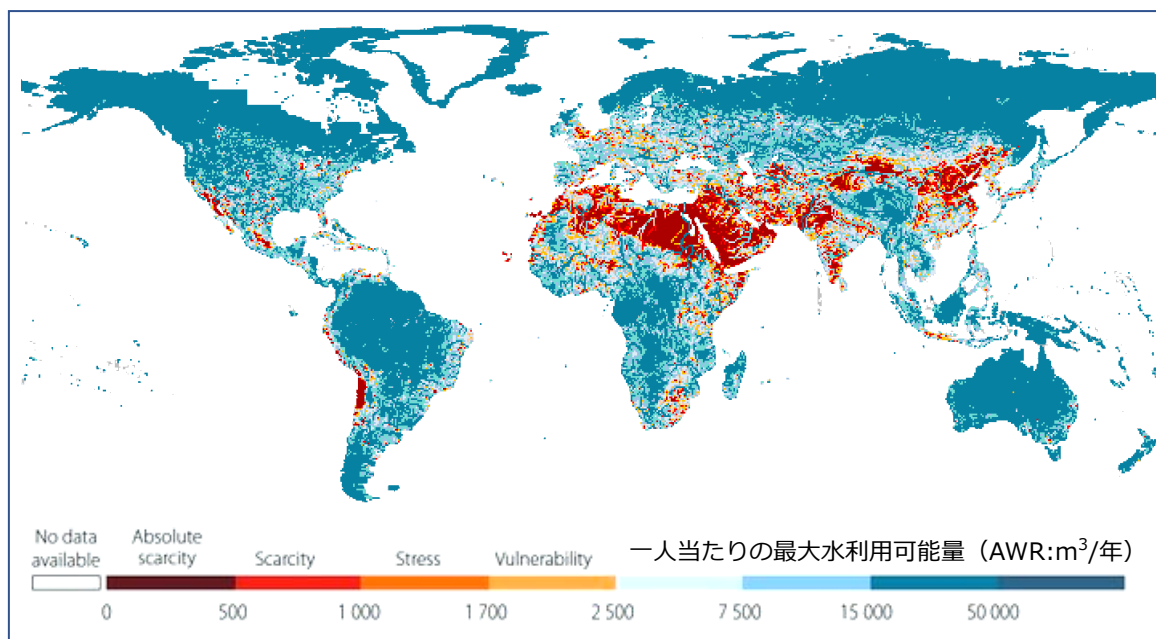 No data available
Absolute scarcity
Scarcity
Stress
Vulnerability
一人当たりの最大水利用可能量（AWR:m³/年）
0 500 1 000 1 700 2 500 7 500 15 000 50 000